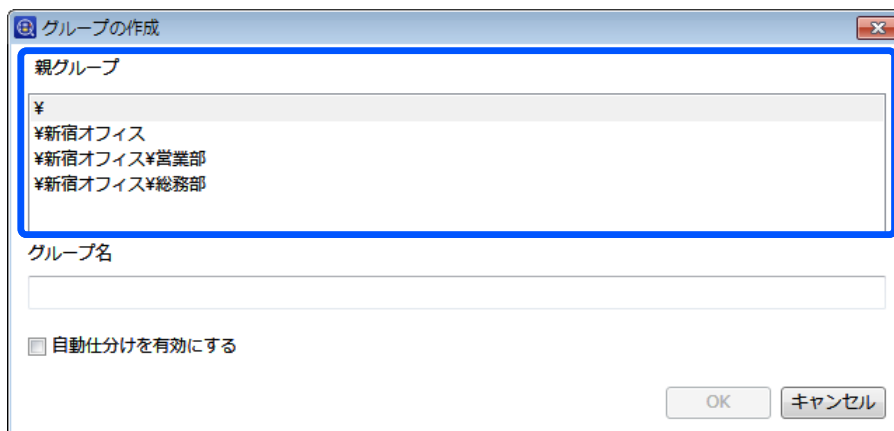 グループの作成
親グループ
¥
¥新宿オフィス
¥新宿オフィス¥営業部
¥新宿オフィス¥総務部
グループ名
自動仕分けを有効にする
OK キャンセル